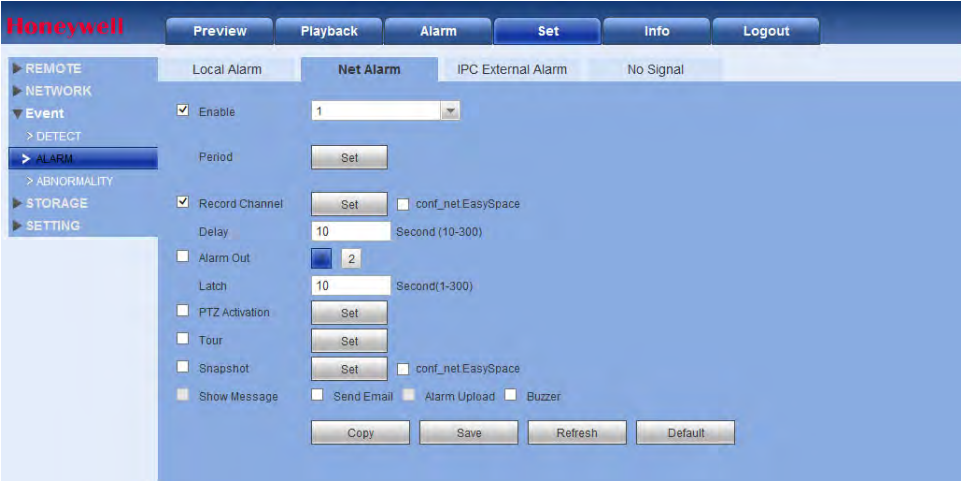 Honeywell
Preview Playback Alarm Set Info Logout
REMOTE
NETWORK
Event
> DETECT
> ALARM
> ABNORMALITY
STORAGE
SETTING
Local Alarm Net Alarm IPC External Alarm No Signal
Enable 1
Period Set
Record Channel Set conf_net.EasySpace
Delay 10 Second (10-300)
Alarm Out 2
Latch 10 Second(1-300)
PTZ Activation Set
Tour Set
Snapshot Set conf_net.EasySpace
Show Message Send Email Alarm Upload Buzzer
Copy Save Refresh Default